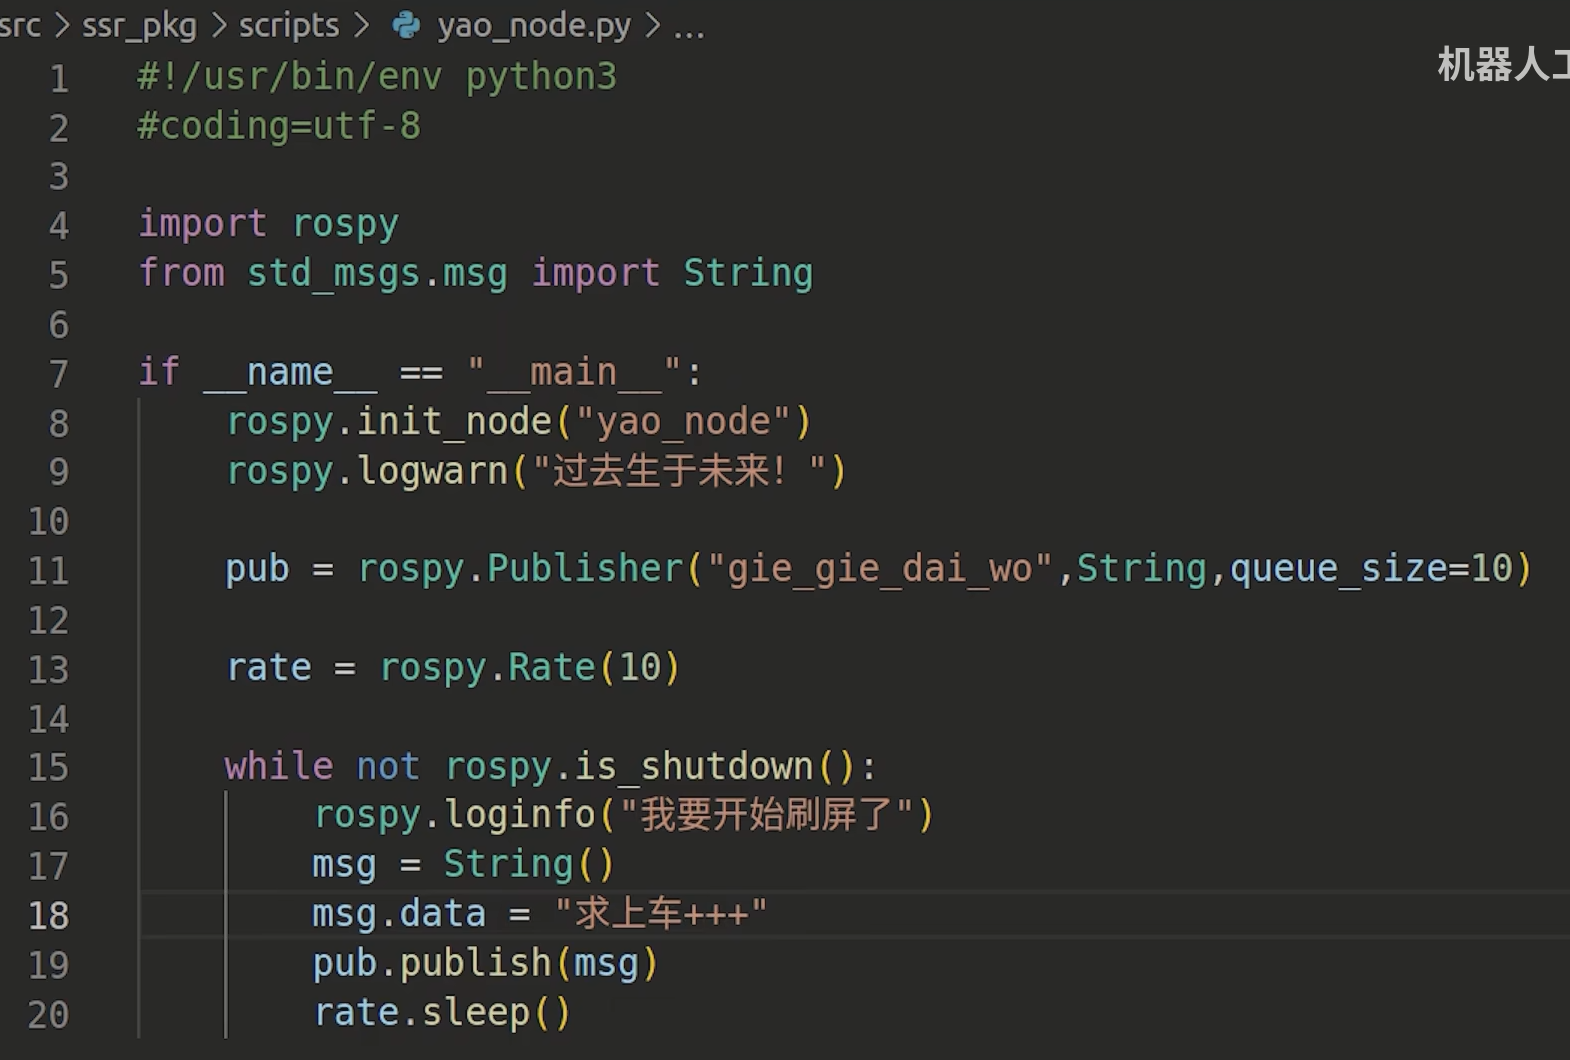 src > ssr_pkg > scripts > yao_node.py > ...
机器人工
1 #!/usr/bin/env python3
2 #coding=utf-8
3
4 import rospy
5 from std_msgs.msg import String
6
7 if __name__ == "__main__":
8     rospy.init_node("yao_node")
9     rospy.logwarn("过去生于未来！")
10
11     pub = rospy.Publisher("gie_gie_dai_wo",String,queue_size=10)
12
13     rate = rospy.Rate(10)
14
15     while not rospy.is_shutdown():
16         rospy.loginfo("我要开始刷屏了")
17         msg = String()
18         msg.data = "求上车+++"
19         pub.publish(msg)
20         rate.sleep()